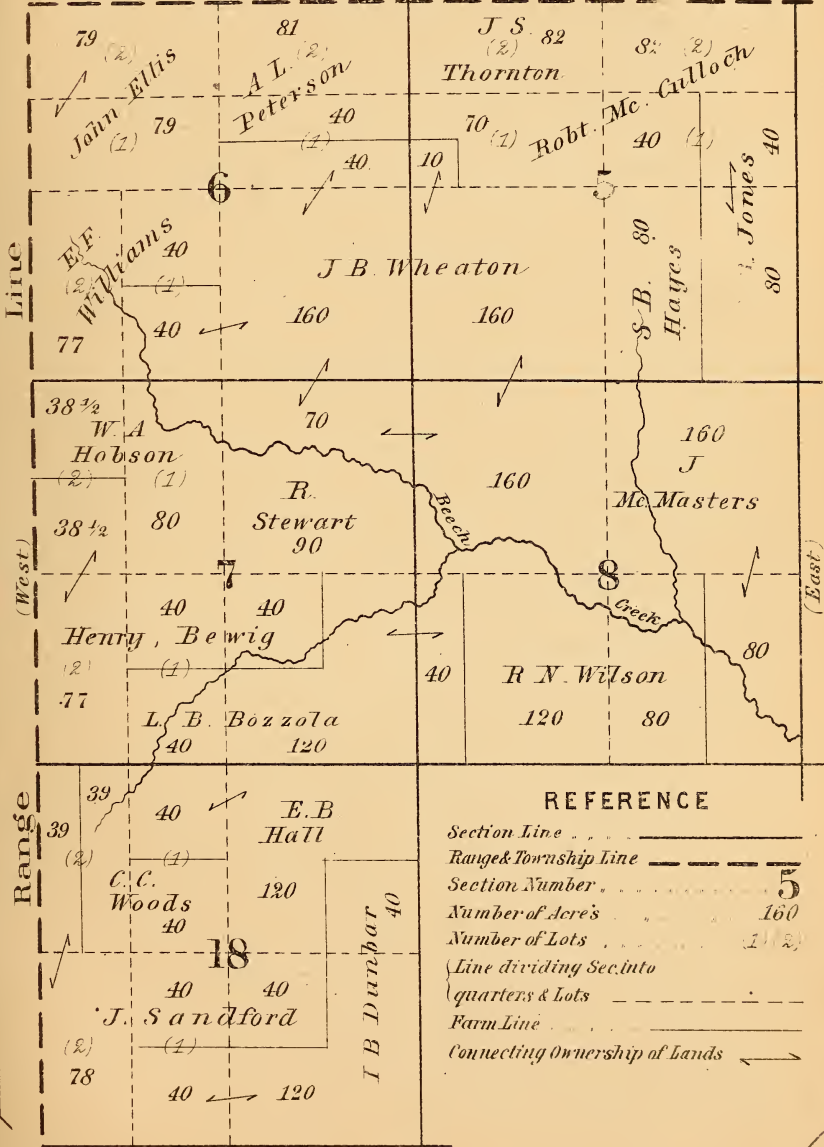 79 (2)
81 (2)
J S.
(2) 82
Thornton
82 (2)
John Ellis
(1) 79
A L.
Peterson
40
(1)
40
10
70 (1)
Robt. Mc. Culloch
40 (1)
40
Jones
80
6
5
Line
E. F.
Williams
(2)
77
40
(1)
40
J B. Wheaton
160
160
S B. 80
Hayes
38 ½
W. A
Hobson
(2) (1)
38 ½
80
70
R.
Stewart
90
160
Beech
160
J
Mc. Masters
(West)
7
8
(East)
40 40
Henry, Bewig
(2) (1)
77
Creek
40
R N. Wilson
120 80
80
L. B. Bozzola
40 120
Range
39
39
(2)
40
(1)
E. B
Hall
C. C.
Woods
40
120
40
I B Dunbar
18
40 40
J. Sandford
(2) (1)
78
40 120
REFERENCE
Section Line
Range & Township Line
Section Number 5
Number of Acre's 160
Number of Lots (1) (2)
Line dividing Sec. into
quarters & Lots
Farm Line
Connecting Ownership of Lands